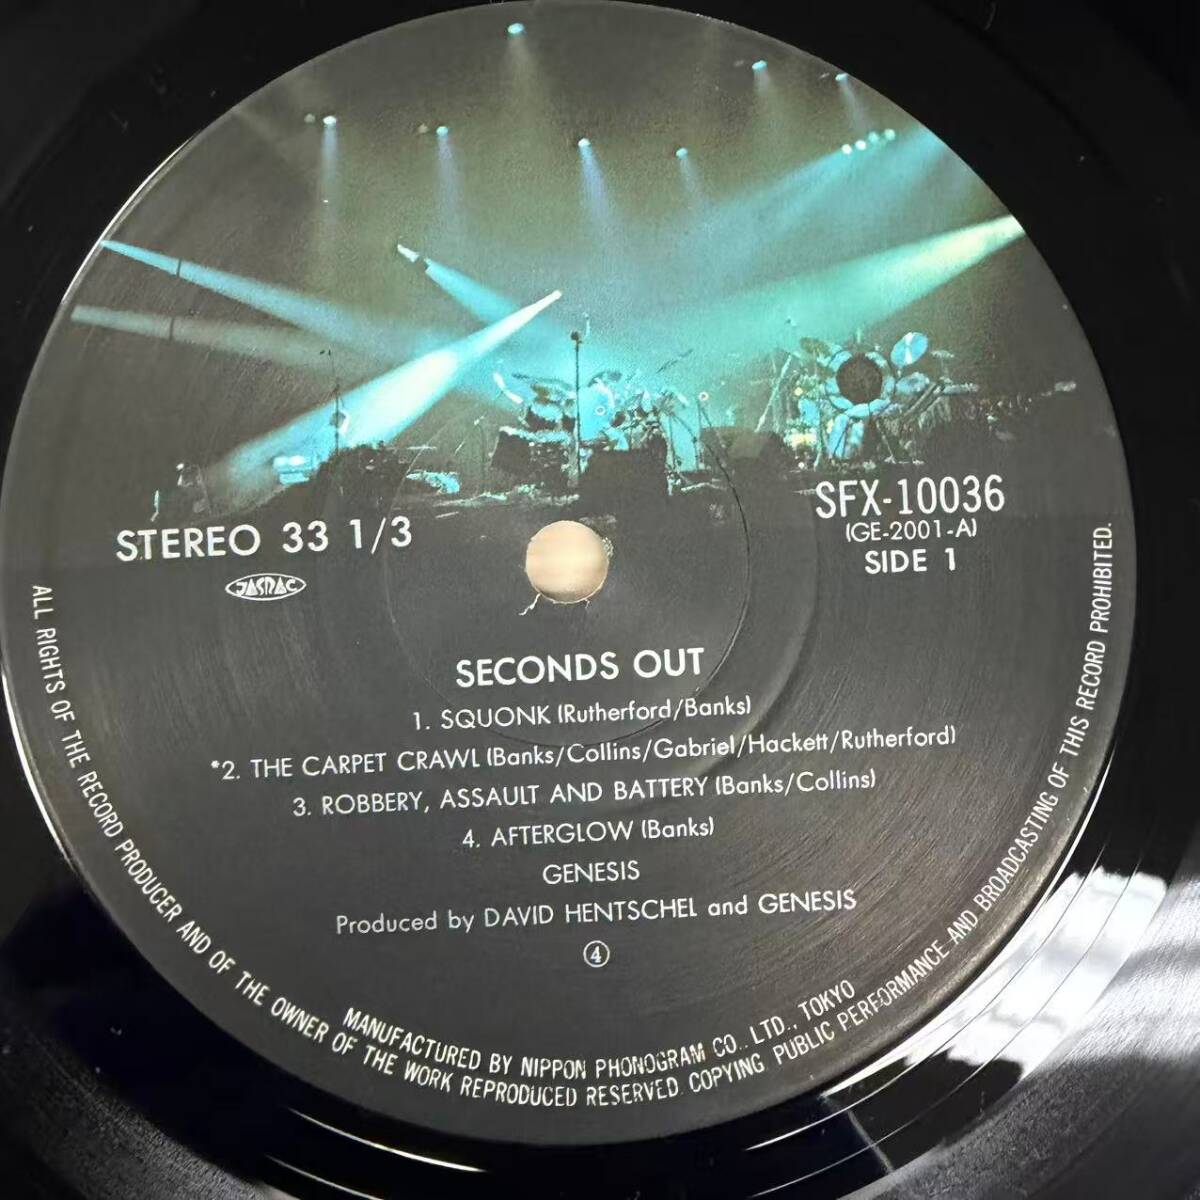 STEREO 33 1/3
JASRAC
SFX-10036
(GE-2001-A)
SIDE 1
SECONDS OUT
1. SQUONK (Rutherford/Banks)
*2. THE CARPET CRAWL (Banks/Collins/Gabriel/Hackett/Rutherford)
3. ROBBERY, ASSAULT AND BATTERY (Banks/Collins)
4. AFTERGLOW (Banks)
GENESIS
Produced by DAVID HENTSCHEL and GENESIS
④
MANUFACTURED BY NIPPON PHONOGRAM CO., LTD., TOKYO
ALL RIGHTS OF THE RECORD PRODUCER AND OF THE OWNER OF THE WORK REPRODUCED RESERVED. COPYING PUBLIC PERFORMANCE AND BROADCASTING OF THIS RECORD PROHIBITED.